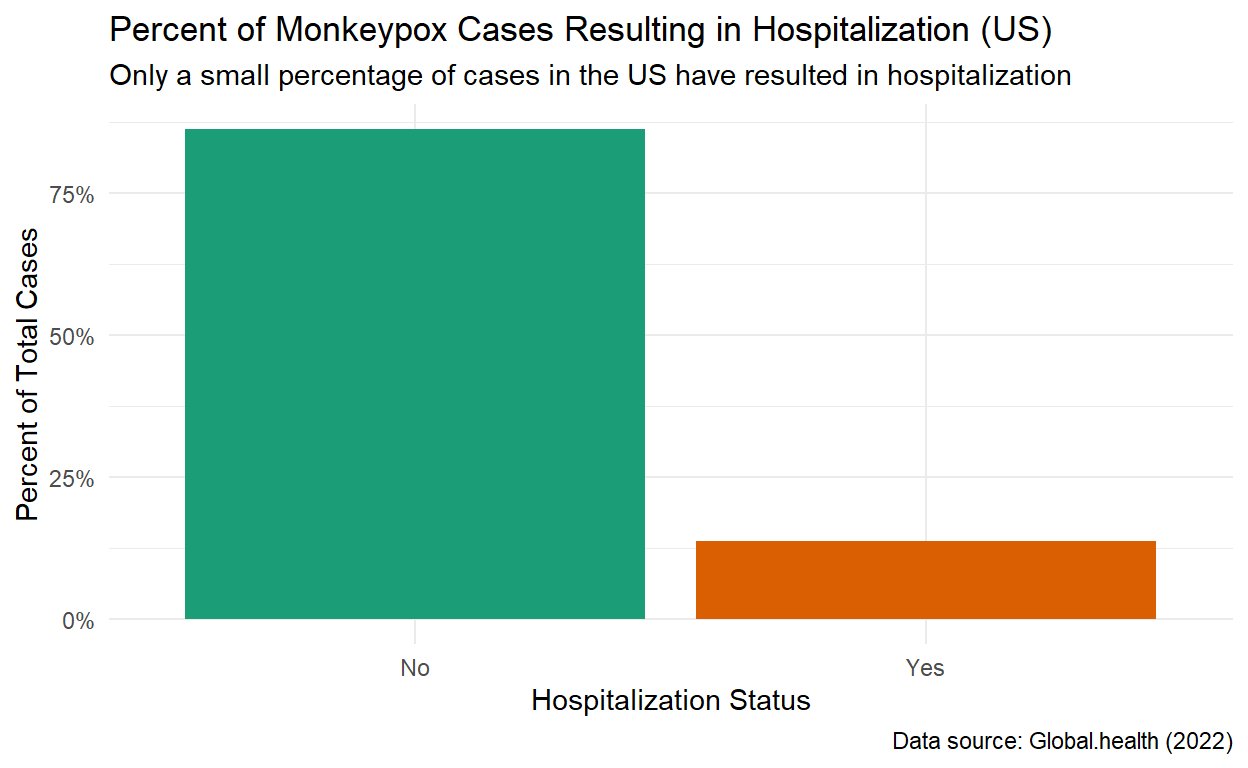 Percent of Monkeypox Cases Resulting in Hospitalization (US)
Only a small percentage of cases in the US have resulted in hospitalization
Percent of Total Cases
75%
50%
25%
0%
No
Yes
Hospitalization Status
Data source: Global.health (2022)